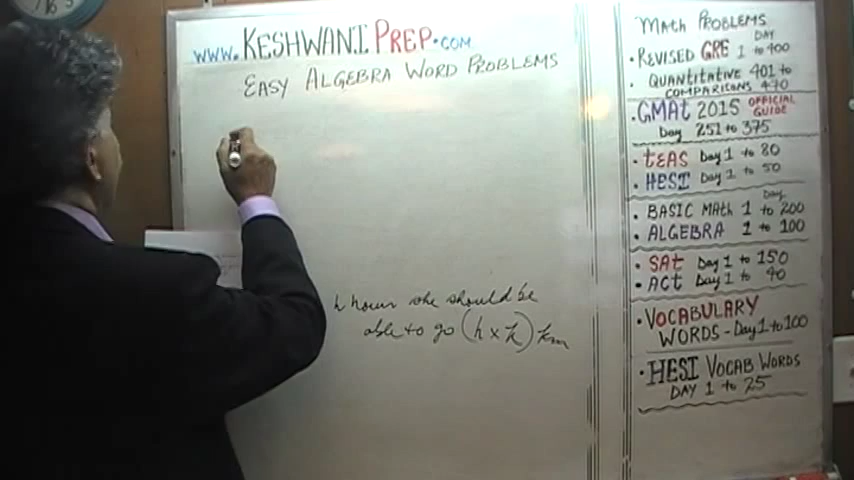 www.KESHWANI PREP.COM
EASY ALGEBRA WORD PROBLEMS
h hours she should be
able to go (h x k) km
MATH PROBLEMS
• REVISED GRE DAY 1 to 400
• QUANTITATIVE 401 to
COMPARISONS 470
• GMAt 2015 OFFICIAL GUIDE
Day 251 to 375
• tEAS Day 1 to 80
• HESI Day 1 to 50
Day
• BASIC MAth 1 to 200
• ALGEBRA 1 to 100
• SAt Day 1 to 150
• ACt Day 1 to 40
• VOCABULARY
WORDS - Day 1 to 100
• HESI VOCAB WORDS
DAY 1 to 25